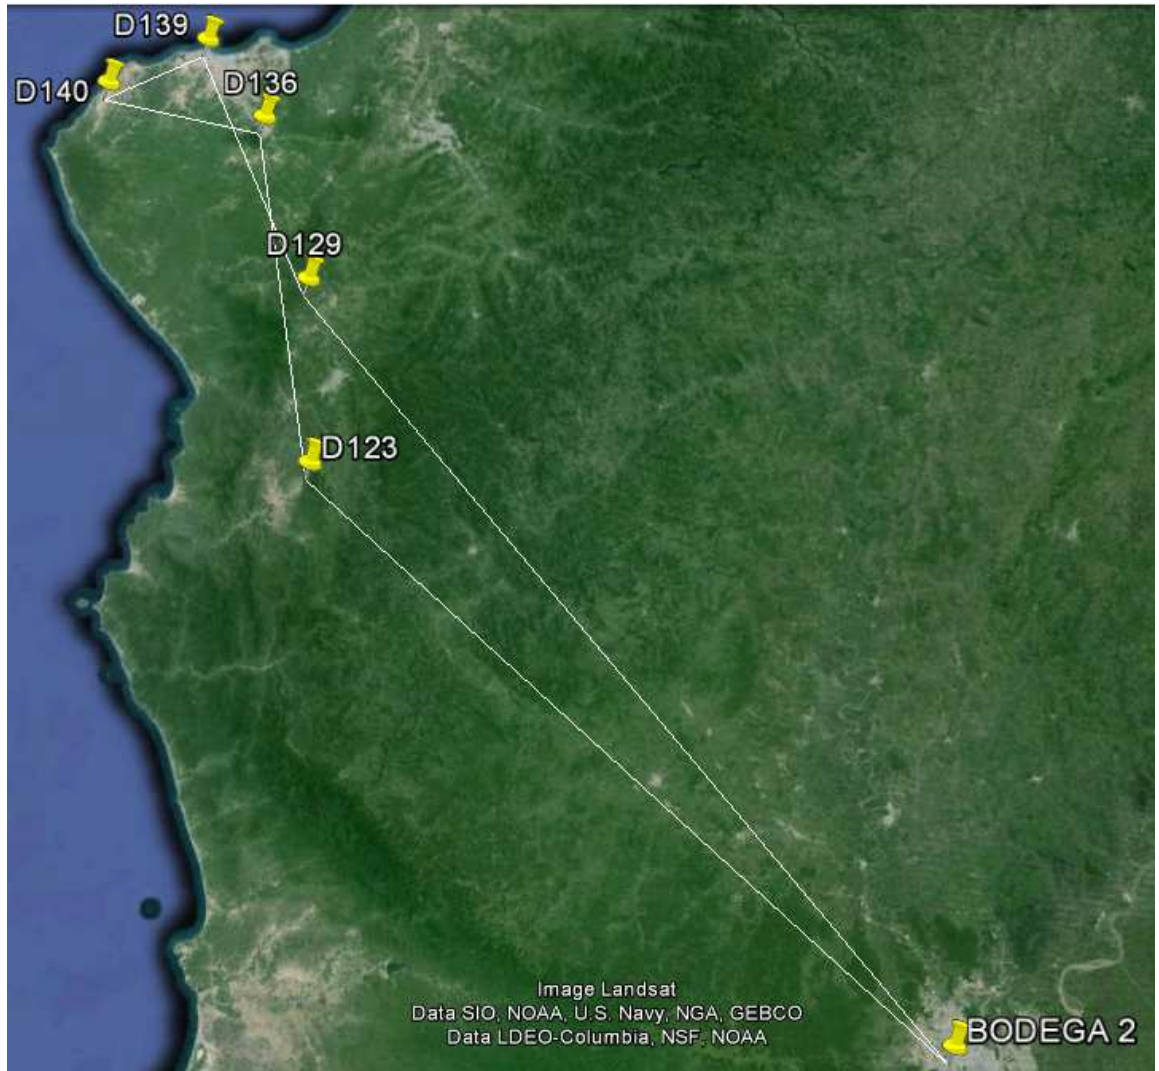 D139
D140
D136
D129
D123
BODEGA 2
Image Landsat
Data SIO, NOAA, U.S. Navy, NGA, GEBCO
Data LDEO-Columbia, NSF, NOAA